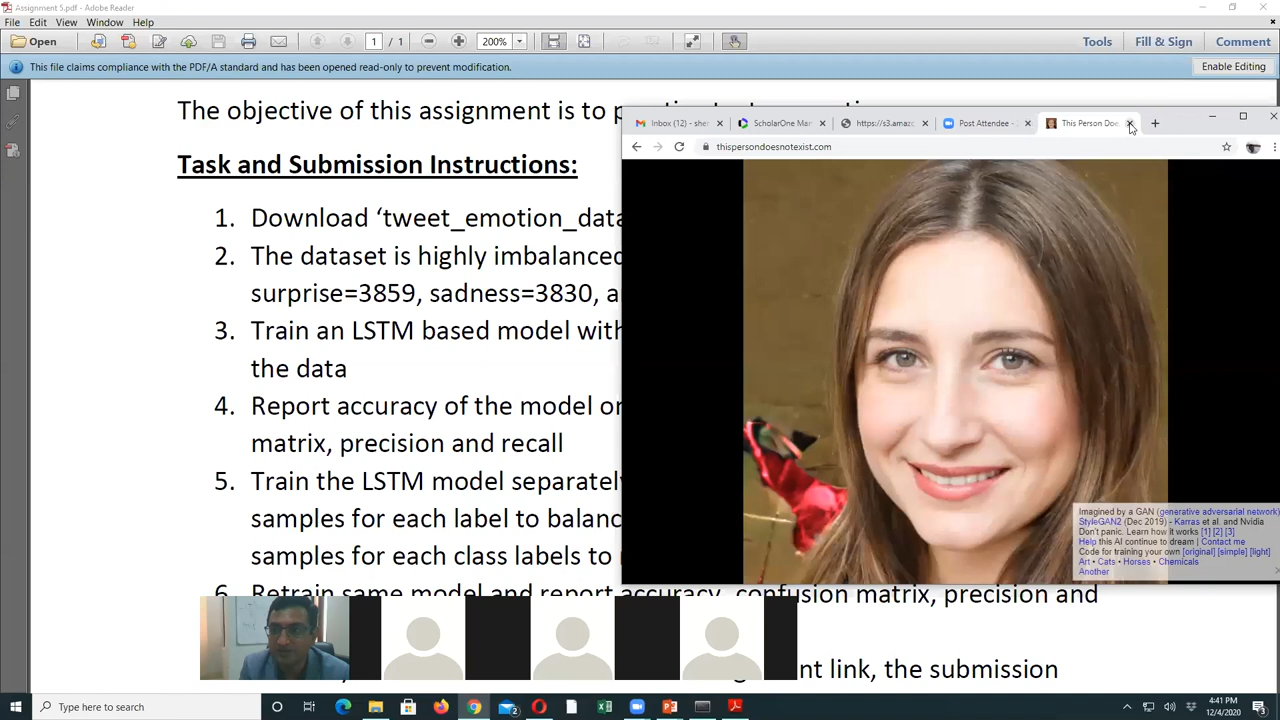 Assignment 5.pdf - Adobe Reader
File Edit View Window Help
Open 1 / 1 200% Tools Fill & Sign Comment
This file claims compliance with the PDF/A standard and has been opened read-only to prevent modification. Enable Editing
The objective of this assignment is to
Task and Submission Instructions:
1. Download ‘tweet_emotion_data
2. The dataset is highly imbalanced
surprise=3859, sadness=3830, a
3. Train an LSTM based model with
the data
4. Report accuracy of the model
matrix, precision and recall
5. Train the LSTM model separately
samples for each label to balanc
samples for each class labels to
6. Retrain same model and report accuracy, confusion matrix, precision and
nt link, the submission
Inbox (12) - sher ScholarOne Man https://s3.amazo Post Attendee - This Person Doe
thispersondoesnotexist.com
Imagined by a GAN (generative adversarial network)
StyleGAN2 (Dec 2019) - Karras et al. and Nvidia
Don't panic. Learn how it works [1] [2] [3]
Help this AI continue to dream | Contact me
Code for training your own [original] [simple] [light]
Art • Cats • Horses • Chemicals
Another
Type here to search
4:41 PM
12/4/2020